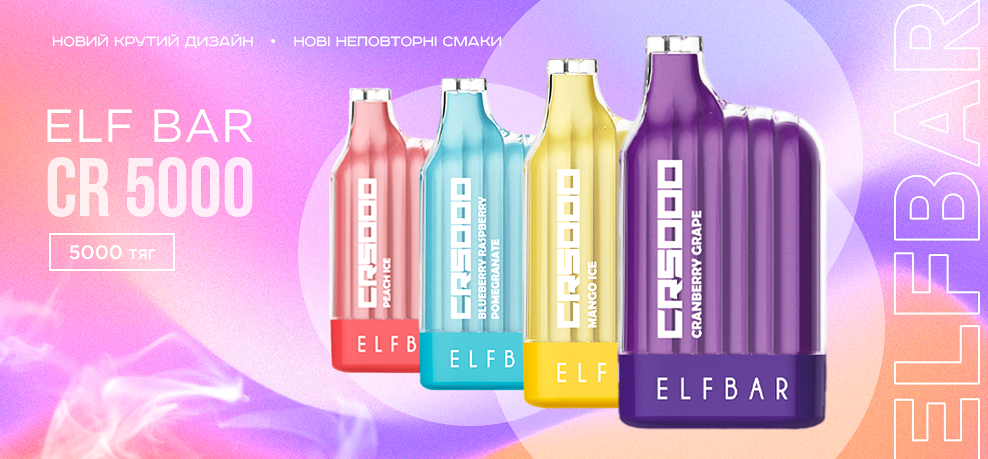 НОВИЙ КРУТИЙ ДИЗАЙН • НОВІ НЕПОВТОРНІ СМАКИ
ELF BAR
CR 5000
5000 тяг
CR5000
PEACH ICE
ELFB
CR5000
BLUEBERRY RASPBERRY
POMEGRANATE
ELFB
CR5000
MANGO ICE
ELF
CR5000
CRANBERRY GRAPE
ELFBAR
ELFBAR